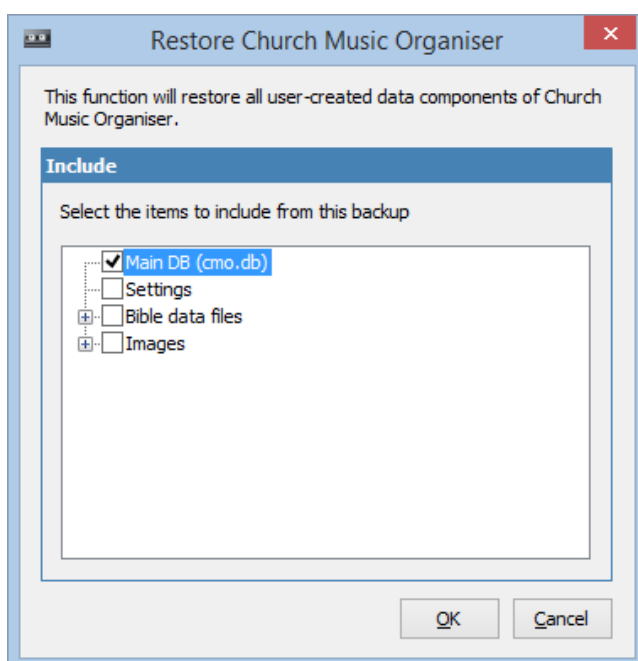 Restore Church Music Organiser
This function will restore all user-created data components of Church
Music Organiser.
Include
Select the items to include from this backup
Main DB (cmo.db)
Settings
Bible data files
Images
OK
Cancel